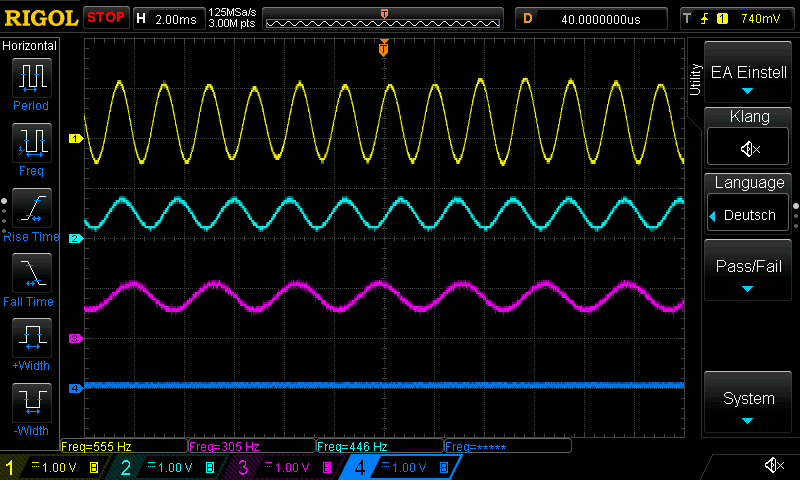 RIGOL STOP H 2.00ms 125MSa/s 3.00M pts T D 40.0000000us T 1 740mV
Horizontal
Period
Freq
Rise Time
Fall Time
+Width
-Width
T
1
2
3
4
Utility
EA Einstell
Klang
Language
Deutsch
Pass/Fail
System
Freq=555 Hz Freq=305 Hz Freq=446 Hz Freq=*****
1 1.00 V B 2 1.00 V B 3 1.00 V B 4 1.00 V B